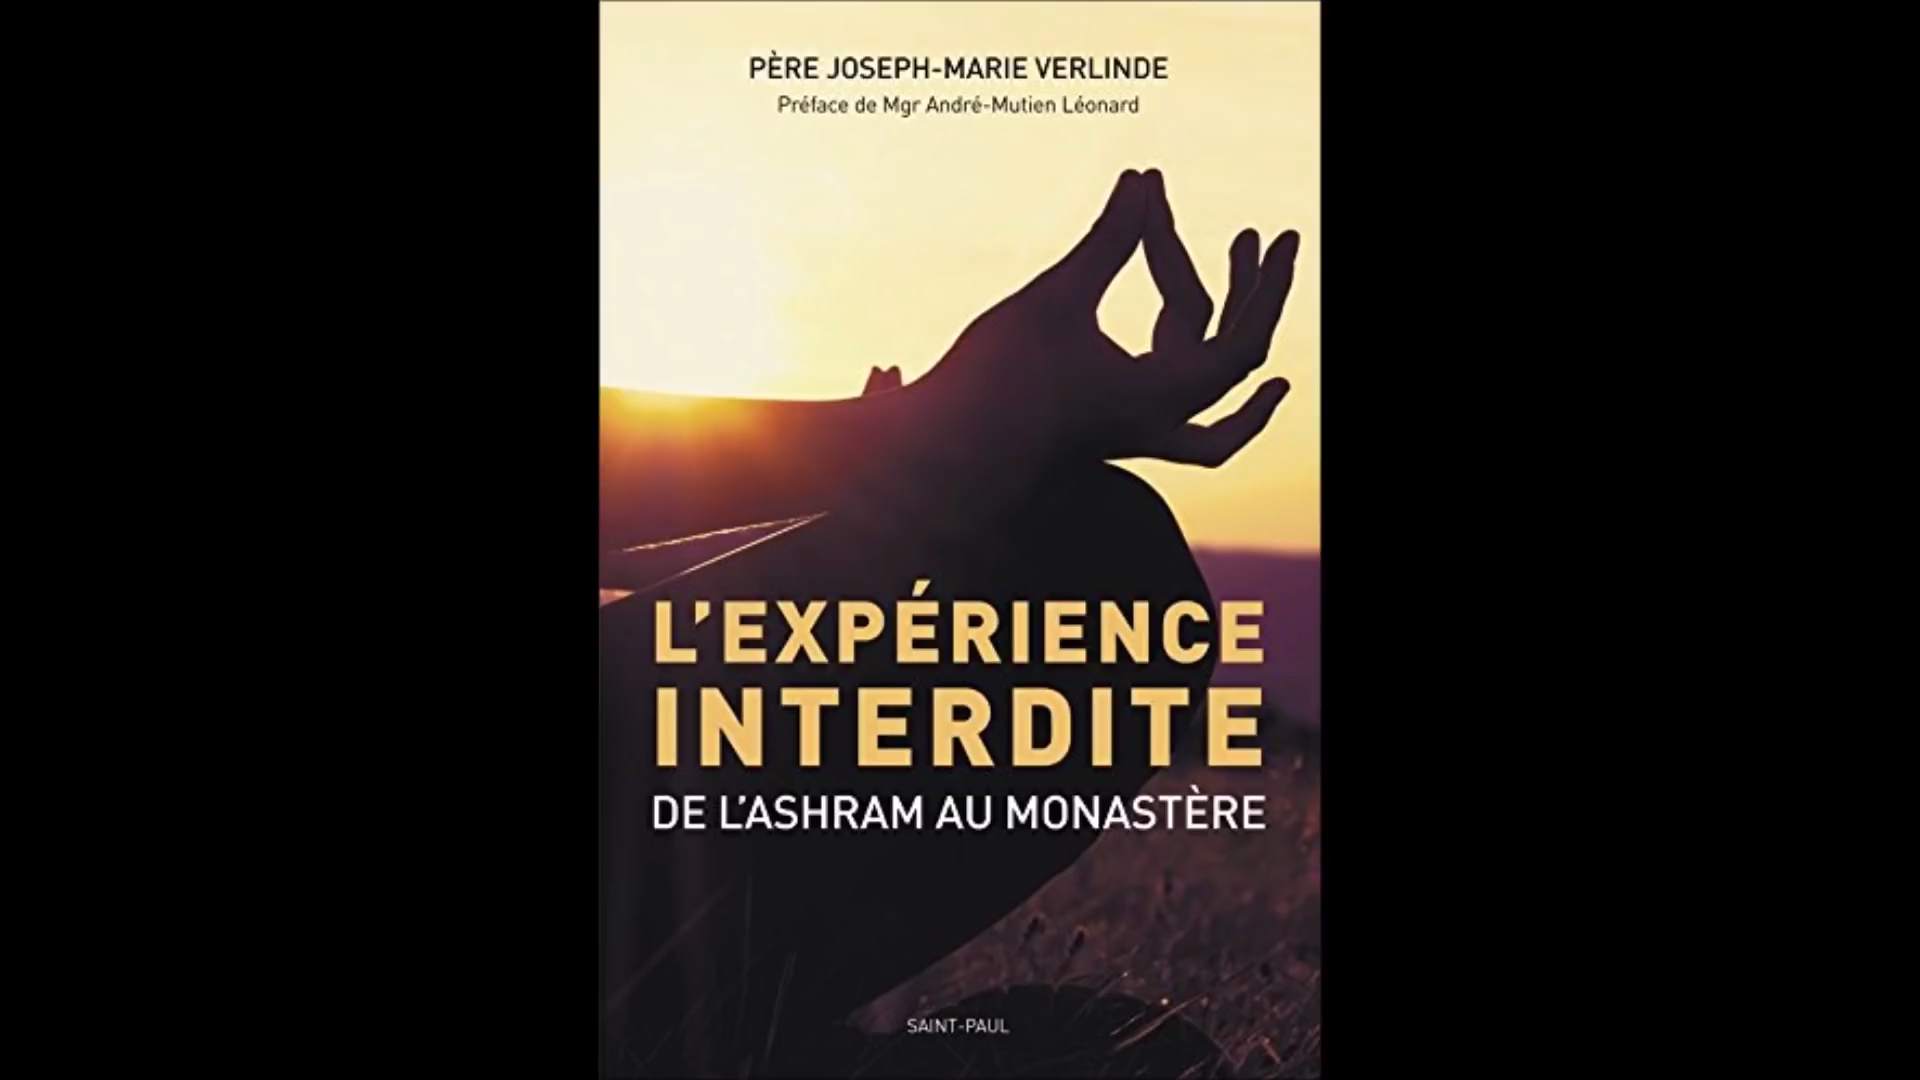 PÈRE JOSEPH-MARIE VERLINDE
Préface de Mgr André-Mutien Léonard
L'EXPÉRIENCE
INTERDITE
DE L'ASHRAM AU MONASTÈRE
SAINT-PAUL